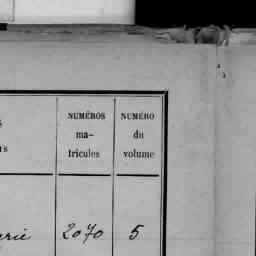 NUMÉROS NUMÉRO
ma- du
tricules volume
2070 5